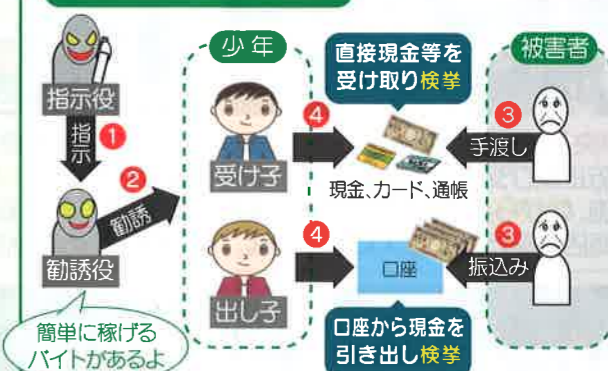 指示役
指示
❶
勧誘役
❷
勧誘
簡単に稼げる
バイトがあるよ
少年
受け子
出し子
❹
直接現金等を
受け取り検挙
現金、カード、通帳
❹
口座
口座から現金を
引き出し検挙
被害者
❸
手渡し
❸
振込み